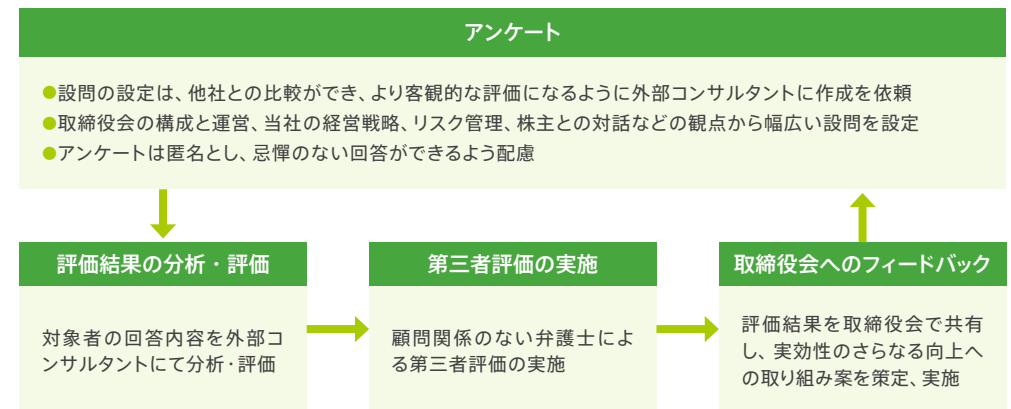 アンケート
●設問の設定は、他社との比較ができ、より客観的な評価になるように外部コンサルタントに作成を依頼
●取締役会の構成と運営、当社の経営戦略、リスク管理、株主との対話などの観点から幅広い設問を設定
●アンケートは匿名とし、忌憚のない回答ができるよう配慮
評価結果の分析・評価
対象者の回答内容を外部コ
ンサルタントにて分析・評価
第三者評価の実施
顧問関係のない弁護士によ
る第三者評価の実施
取締役会へのフィードバック
評価結果を取締役会で共有
し、実効性のさらなる向上へ
の取り組み案を策定、実施